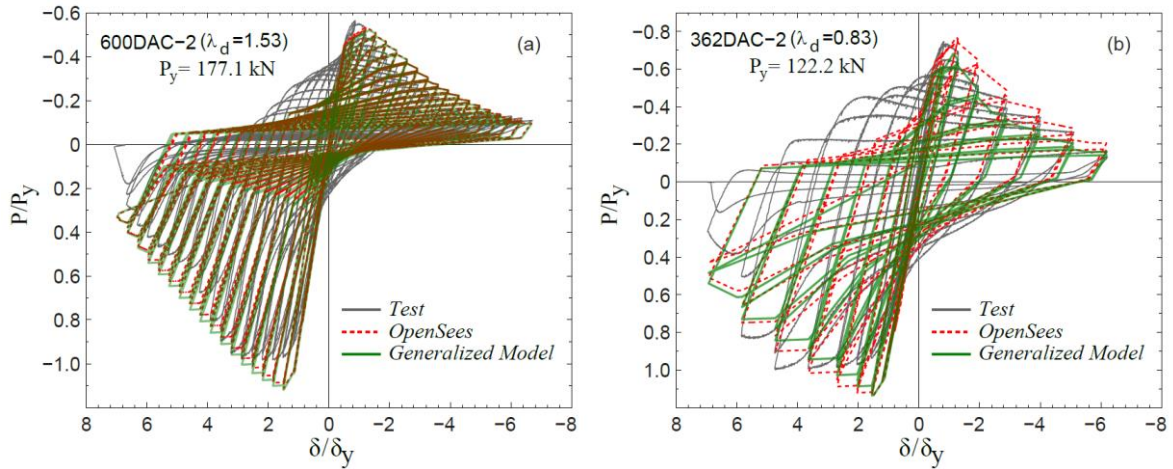 600DAC−2 (λd=1.53)
Py= 177.1 kN
(a)
−0.6
−0.4
−0.2
0
0.2
0.4
0.6
0.8
1.0
P/Py
Test
OpenSees
Generalized Model
8 6 4 2 0 −2 −4 −6 −8
δ/δy
362DAC−2 (λd=0.83)
Py= 122.2 kN
(b)
−0.8
−0.6
−0.4
−0.2
0
0.2
0.4
0.6
0.8
1.0
P/Py
Test
OpenSees
Generalized Model
8 6 4 2 0 −2 −4 −6 −8
δ/δy